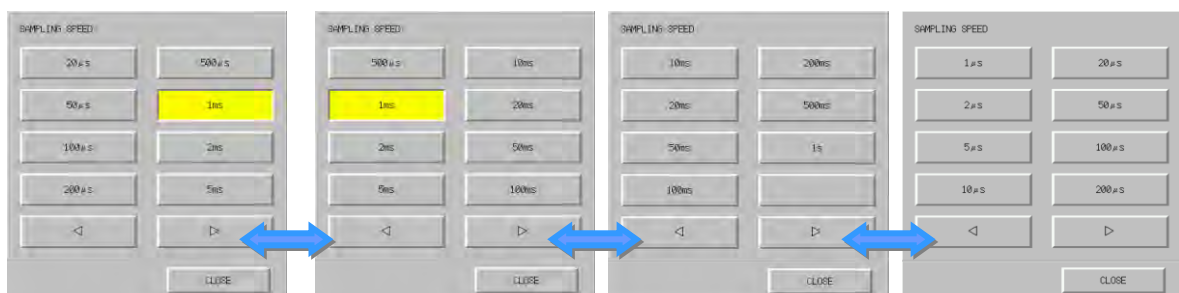 SAMPLING SPEED
20μs 500μs
50μs 1ms
100μs 2ms
200μs 5ms
◁ ▷
CLOSE
SAMPLING SPEED
500μs 10ms
1ms 20ms
2ms 50ms
5ms 100ms
◁ ▷
CLOSE
SAMPLING SPEED
10ms 200ms
20ms 500ms
50ms 1s
100ms
◁ ▷
CLOSE
SAMPLING SPEED
1μs 20μs
2μs 50μs
5μs 100μs
10μs 200μs
◁ ▷
CLOSE